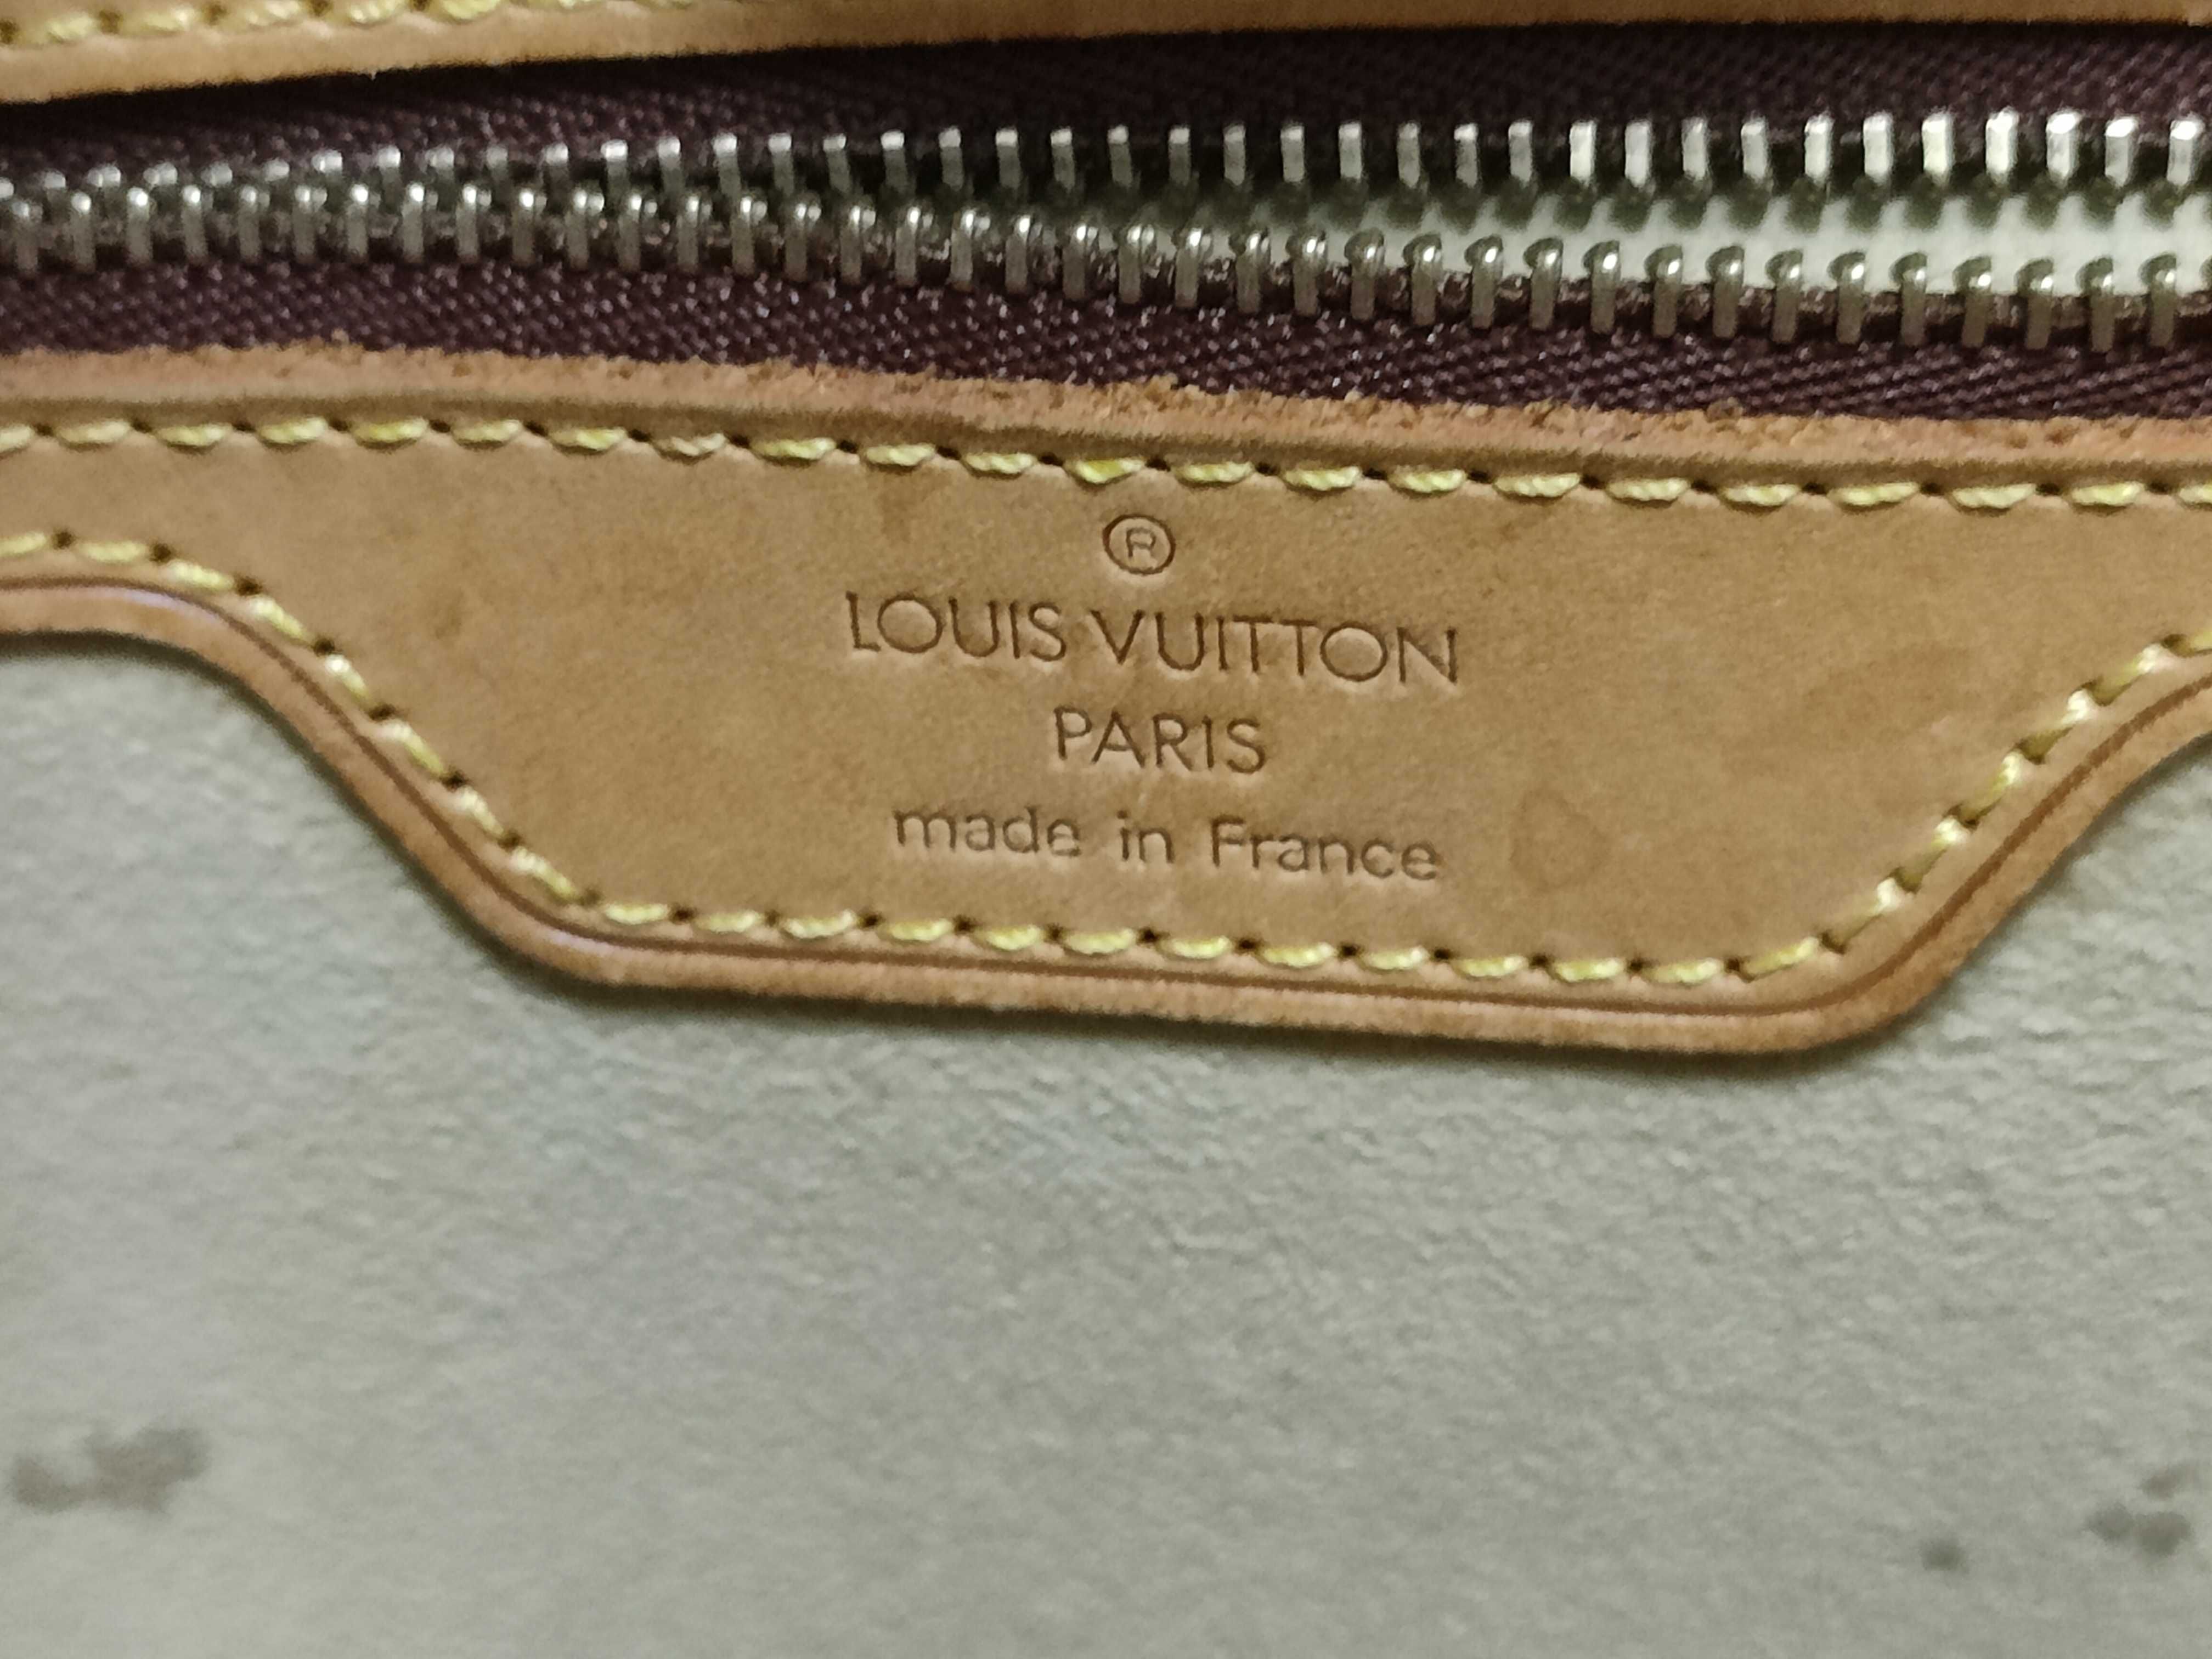 ®
LOUIS VUITTON
PARIS
made in France